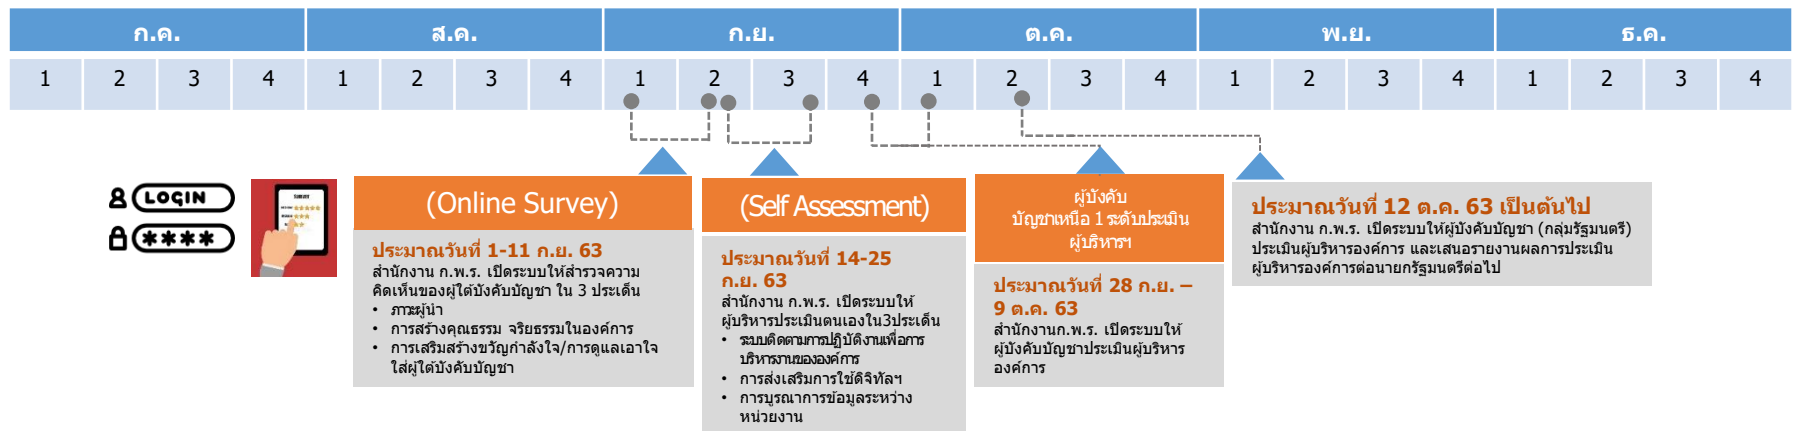 ก.ค. ส.ค. ก.ย. ต.ค. พ.ย. ธ.ค.
1 2 3 4 1 2 3 4 1 2 3 4 1 2 3 4 1 2 3 4 1 2 3 4
LOGIN
****
(Online Survey)
ประมาณวันที่ 1-11 ก.ย. 63
สำนักงาน ก.พ.ร. เปิดระบบให้สำรวจความ
คิดเห็นของผู้ใต้บังคับบัญชา ใน 3 ประเด็น
• ภาวะผู้นำ
• การสร้างคุณธรรม จริยธรรมในองค์การ
• การเสริมสร้างขวัญกำลังใจ/การดูแลเอาใจ
ใส่ผู้ใต้บังคับบัญชา
(Self Assessment)
ประมาณวันที่ 14-25
ก.ย. 63
สำนักงาน ก.พ.ร. เปิดระบบให้
ผู้บริหารประเมินตนเองใน3ประเด็น
• ระบบติดตามการปฏิบัติงานเพื่อการ
บริหารงานขององค์การ
• การส่งเสริมการใช้ดิจิทัลฯ
• การบูรณาการข้อมูลระหว่าง
หน่วยงาน
ผู้บังคับ
บัญชาเหนือ 1 ระดับประเมิน
ผู้บริหารฯ
ประมาณวันที่ 28 ก.ย. –
9 ต.ค. 63
สำนักงานก.พ.ร. เปิดระบบให้
ผู้บังคับบัญชาประเมินผู้บริหาร
องค์การ
ประมาณวันที่ 12 ต.ค. 63 เป็นต้นไป
สำนักงาน ก.พ.ร. เปิดระบบให้ผู้บังคับบัญชา (กลุ่มรัฐมนตรี)
ประเมินผู้บริหารองค์การ และเสนอรายงานผลการประเมิน
ผู้บริหารองค์การต่อนายกรัฐมนตรีต่อไป